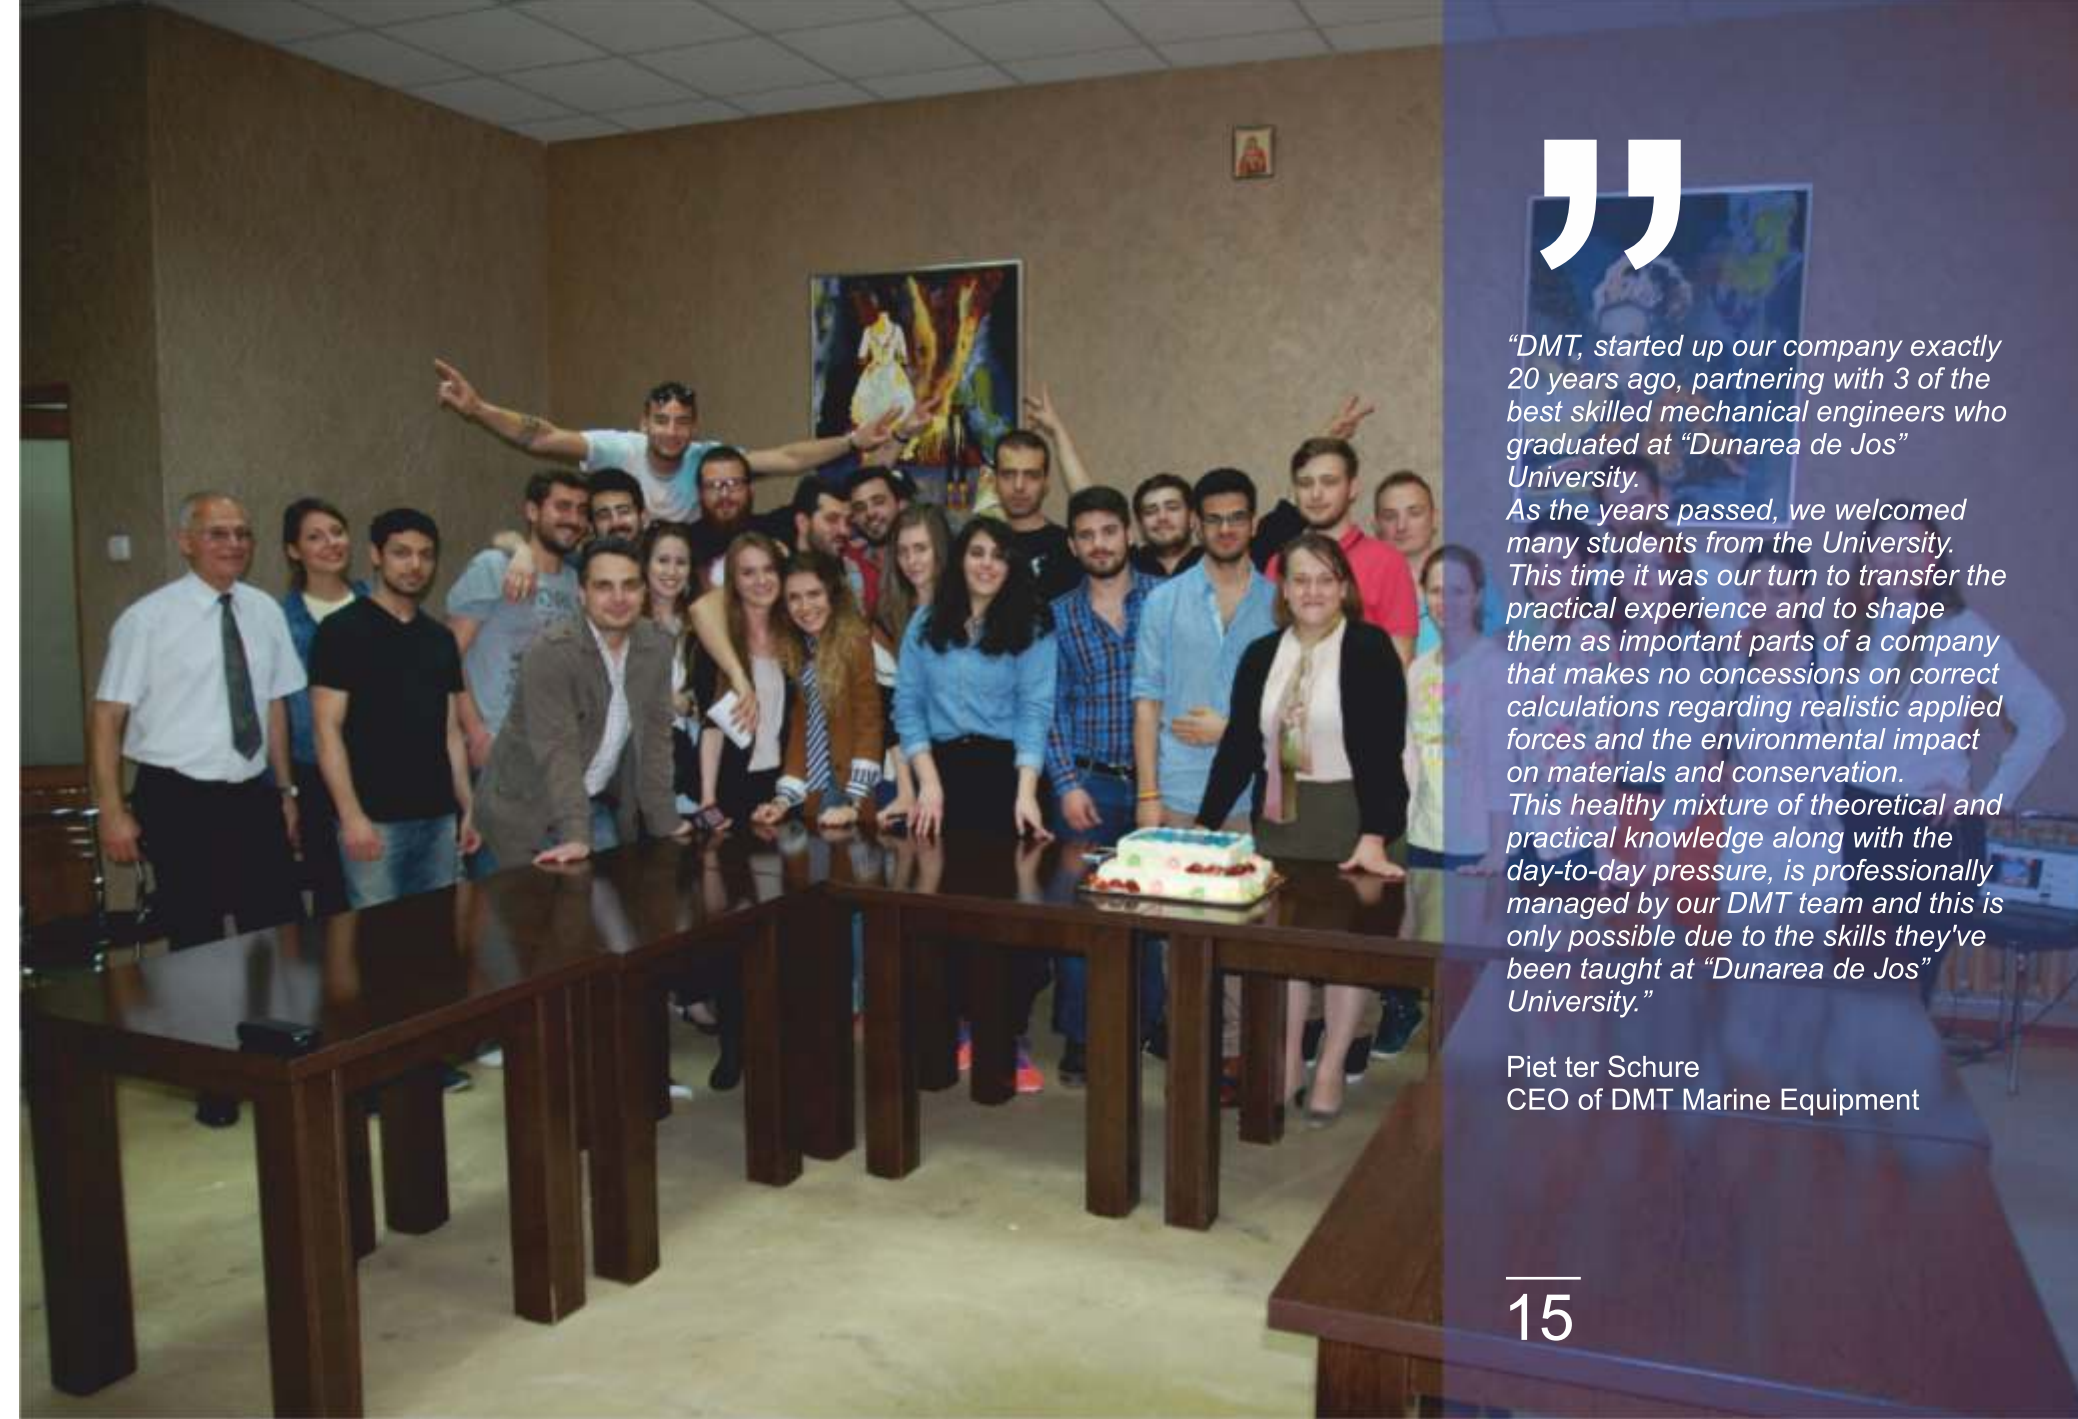 ”
“DMT, started up our company exactly
20 years ago, partnering with 3 of the
best skilled mechanical engineers who
graduated at “Dunarea de Jos”
University.
As the years passed, we welcomed
many students from the University.
This time it was our turn to transfer the
practical experience and to shape
them as important parts of a company
that makes no concessions on correct
calculations regarding realistic applied
forces and the environmental impact
on materials and conservation.
This healthy mixture of theoretical and
practical knowledge along with the
day-to-day pressure, is professionally
managed by our DMT team and this is
only possible due to the skills they've
been taught at “Dunarea de Jos”
University.”
Piet ter Schure
CEO of DMT Marine Equipment
15